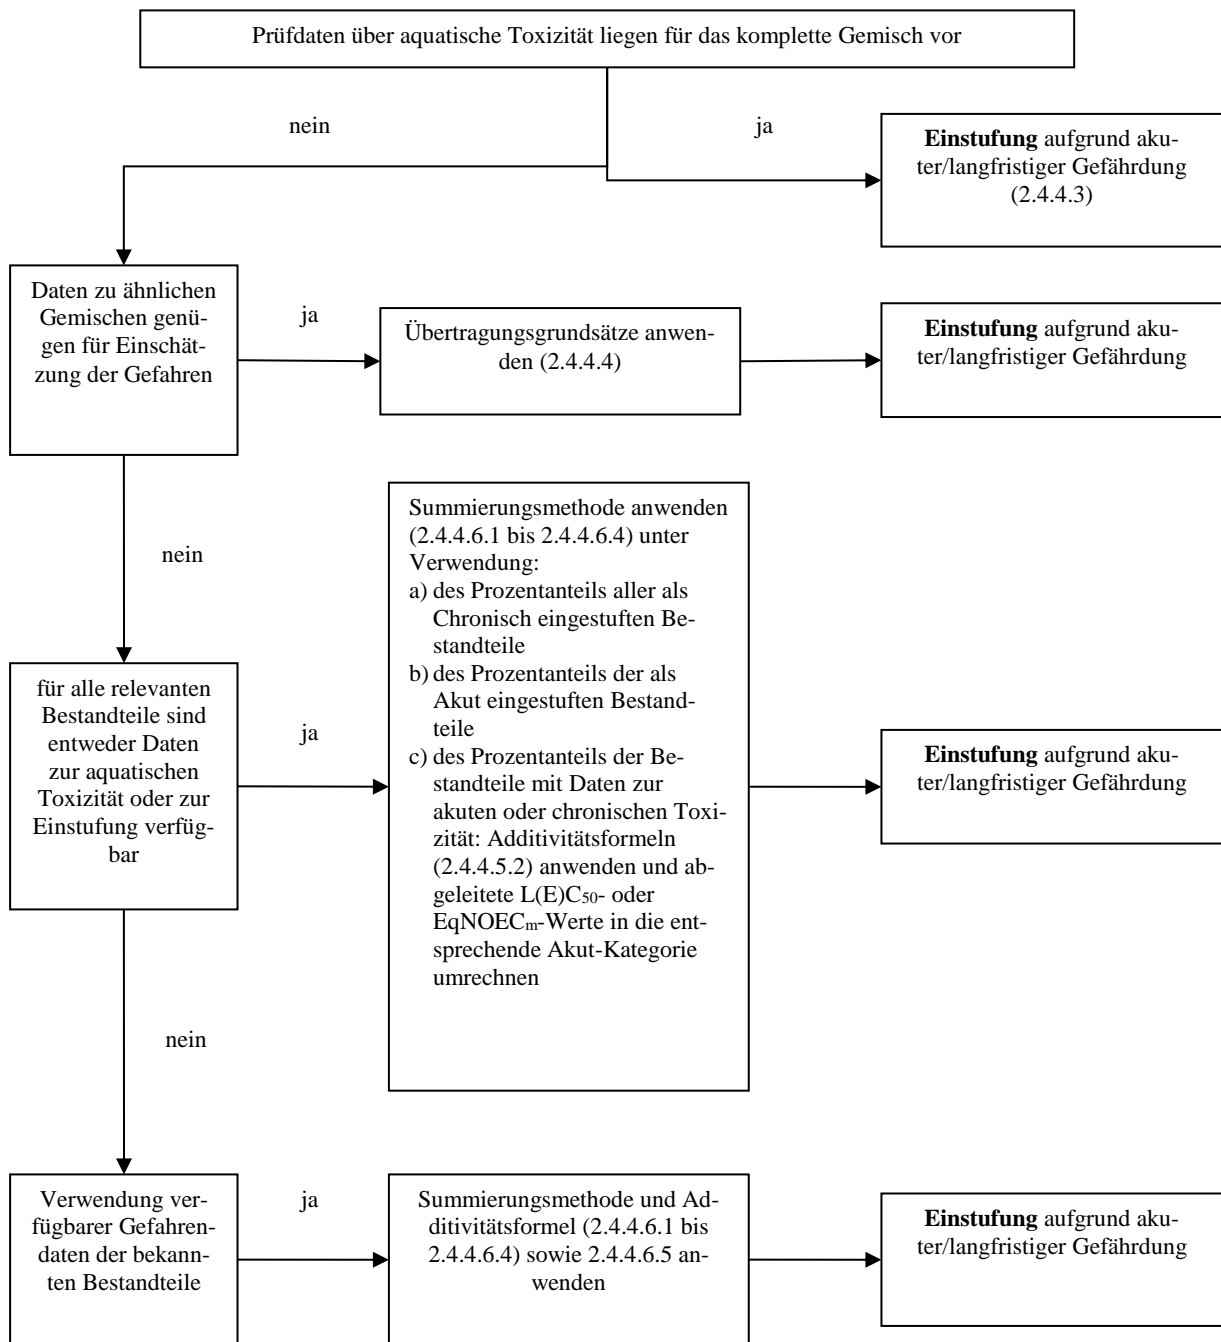 Prüfdaten über aquatische Toxizität liegen für das komplette Gemisch vor
nein
ja
Einstufung aufgrund aku-
ter/langfristiger Gefährdung
(2.4.4.3)
Daten zu ähnlichen
Gemischen genü-
gen für Einschät-
zung der Gefahren
ja
Übertragungsgrundsätze anwen-
den (2.4.4.4)
Einstufung aufgrund aku-
ter/langfristiger Gefährdung
nein
Summierungsmethode anwenden
(2.4.4.6.1 bis 2.4.4.6.4) unter
Verwendung:
a) des Prozentanteils aller als
Chronisch eingestuften Be-
standteile
b) des Prozentanteils der als
Akut eingestuften Bestand-
teile
c) des Prozentanteils der Be-
standteile mit Daten zur
akuten oder chronischen Toxi-
zität: Additivitätsformeln
(2.4.4.5.2) anwenden und ab-
geleitete L(E)C₅₀- oder
EqNOECₘ-Werte in die ent-
sprechende Akut-Kategorie
umrechnen
für alle relevanten
Bestandteile sind
entweder Daten
zur aquatischen
Toxizität oder zur
Einstufung verfüg-
bar
ja
Einstufung aufgrund aku-
ter/langfristiger Gefährdung
nein
Verwendung ver-
fügbarer Gefahren-
daten der bekann-
ten Bestandteile
ja
Summierungsmethode und Ad-
ditivitätsformel (2.4.4.6.1 bis
2.4.4.6.4) sowie 2.4.4.6.5 an-
wenden
Einstufung aufgrund aku-
ter/langfristiger Gefährdung